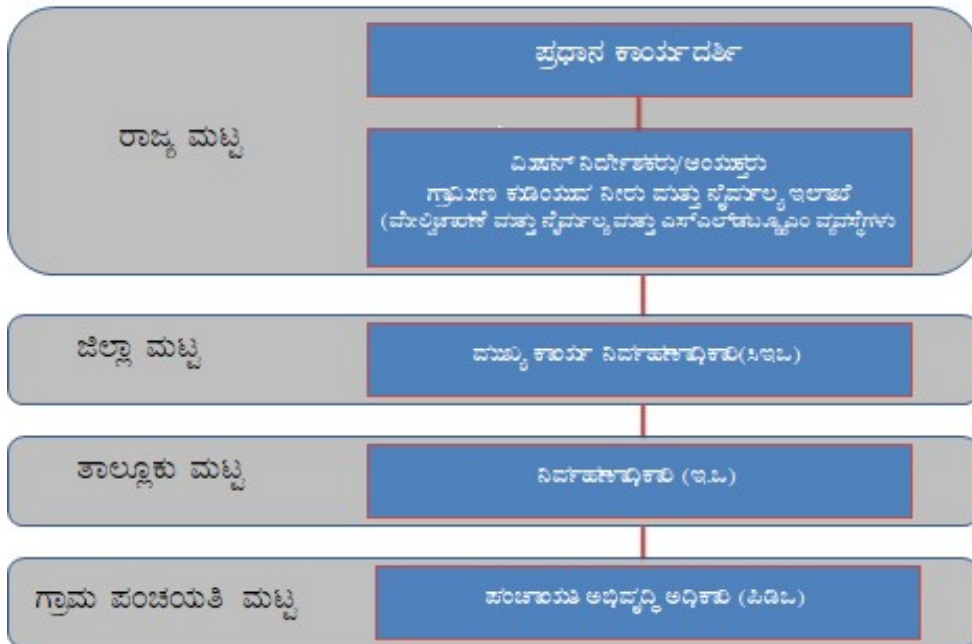 ಪ್ರಧಾನ ಕಾರ್ಯದರ್ಶಿ
ರಾಜ್ಯ ಮಟ್ಟ
ಮಿಷನ್ ನಿರ್ದೇಶಕರು/ಆಯುಕ್ತರು
ಗ್ರಾಮೀಣ ಕುಡಿಯುವ ನೀರು ಮತ್ತು ನೈರ್ಮಲ್ಯ ಇಲಾಖೆ
(ಮೇಲ್ವಿಚಾರಣೆ ಮತ್ತು ನೈರ್ಮಲ್ಯ ಮತ್ತು ಎಸ್ಎಲ್‌ಡಬ್ಲ್ಯೂಎಂ ವ್ಯವಸ್ಥೆಗಳು
ಜಿಲ್ಲಾ ಮಟ್ಟ
ಮುಖ್ಯ ಕಾರ್ಯ ನಿರ್ವಹಣಾಧಿಕಾರಿ(ಸಿಇಒ)
ತಾಲ್ಲೂಕು ಮಟ್ಟ
ನಿರ್ವಹಣಾಧಿಕಾರಿ (ಇ.ಒ)
ಗ್ರಾಮ ಪಂಚಯತಿ ಮಟ್ಟ
ಪಂಚಾಯತಿ ಅಭಿವೃದ್ಧಿ ಅಧಿಕಾರಿ (ಪಿಡಿಒ)